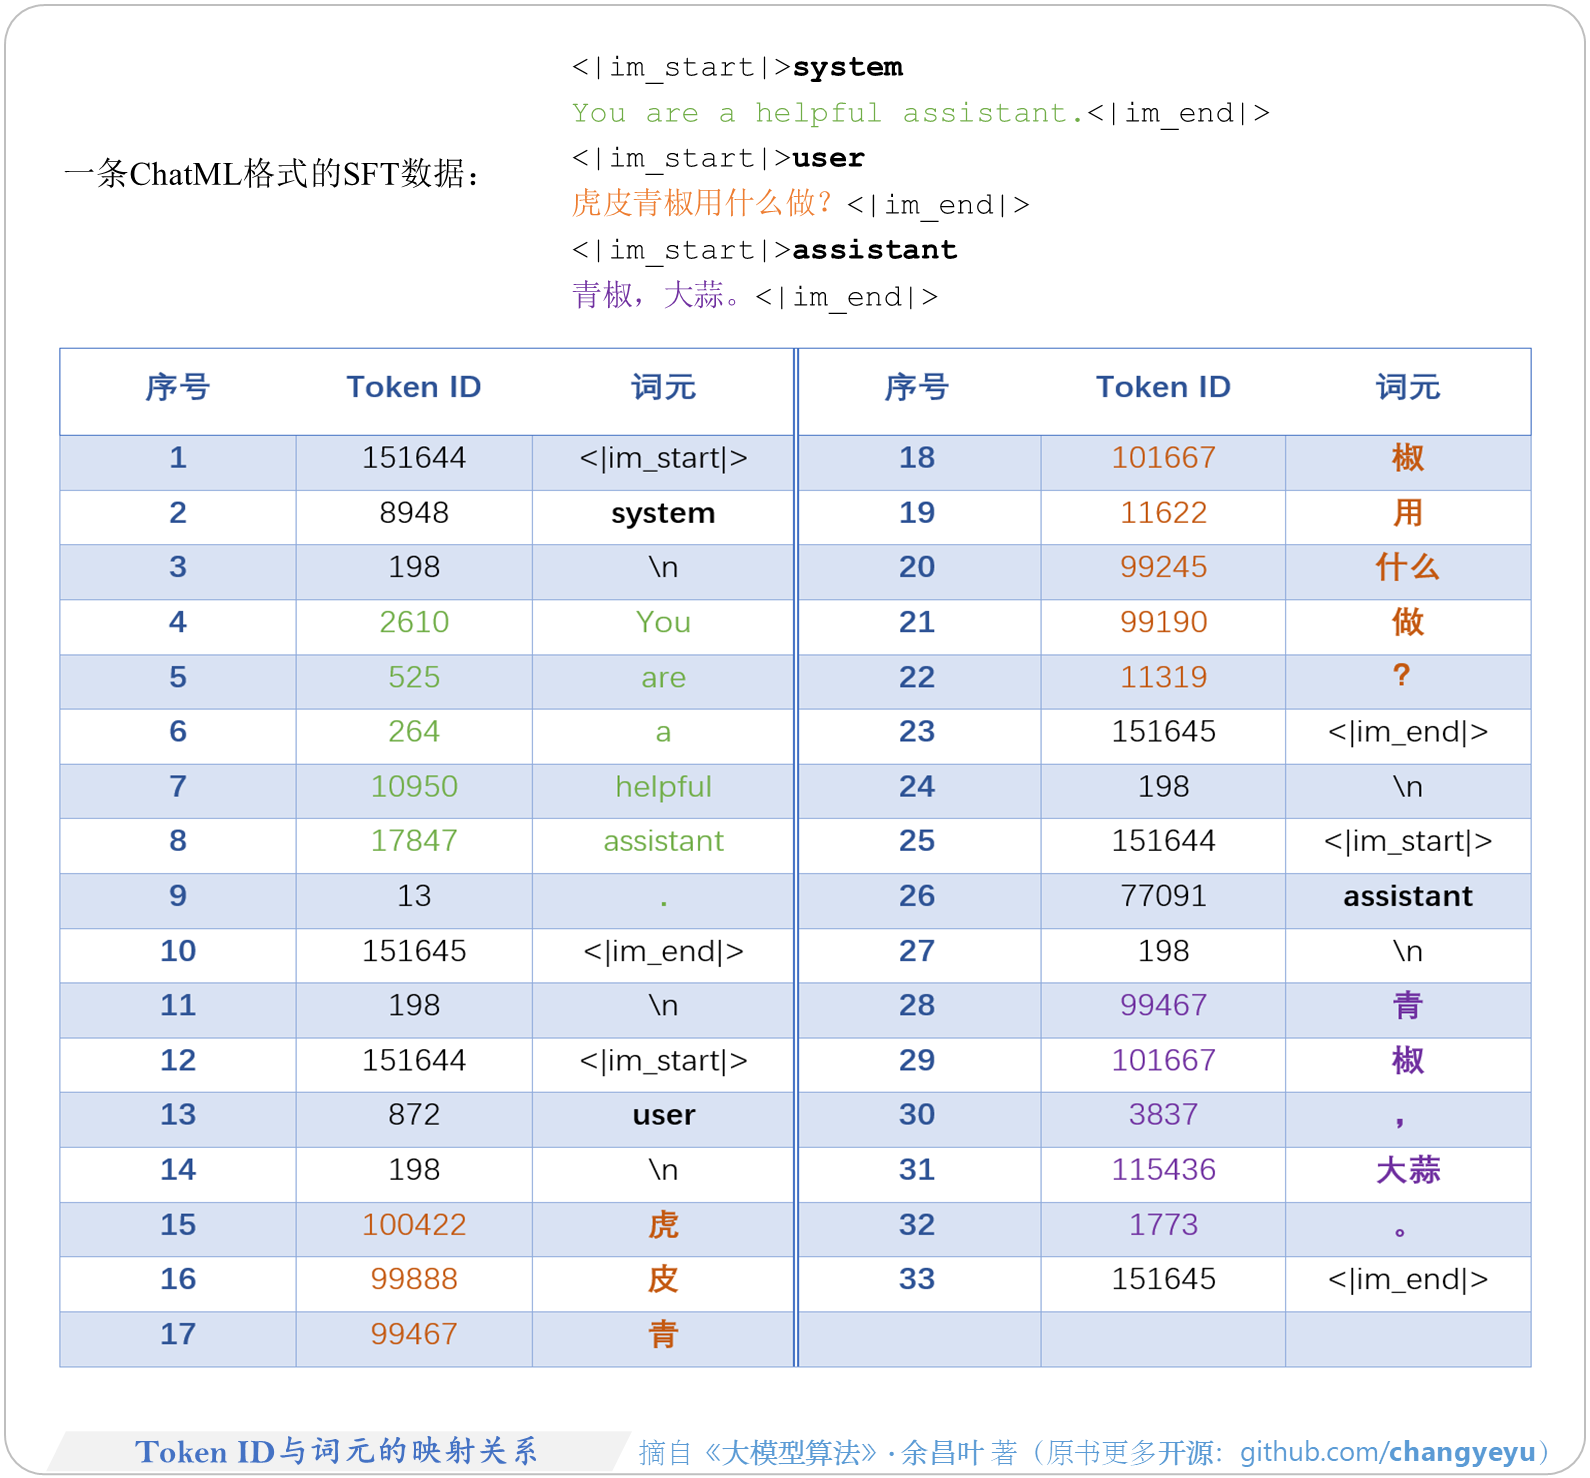 一条ChatML格式的SFT数据：
<|im_start|>system
You are a helpful assistant.<|im_end|>
<|im_start|>user
虎皮青椒用什么做？<|im_end|>
<|im_start|>assistant
青椒，大蒜。<|im_end|>
序号 Token ID 词元 序号 Token ID 词元
1 151644 <|im_start|> 18 101667 椒
2 8948 system 19 11622 用
3 198 \n 20 99245 什么
4 2610 You 21 99190 做
5 525 are 22 11319 ？
6 264 a 23 151645 <|im_end|>
7 10950 helpful 24 198 \n
8 17847 assistant 25 151644 <|im_start|>
9 13 . 26 77091 assistant
10 151645 <|im_end|> 27 198 \n
11 198 \n 28 99467 青
12 151644 <|im_start|> 29 101667 椒
13 872 user 30 3837 ，
14 198 \n 31 115436 大蒜
15 100422 虎 32 1773 。
16 99888 皮 33 151645 <|im_end|>
17 99467 青
Token ID与词元的映射关系 摘自《大模型算法》· 余昌叶 著（原书更多开源：github.com/changyeyu）